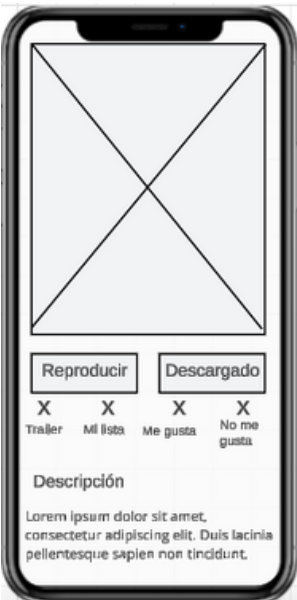 Reproducir Descargado
X X X X
Trailer Mi lista Me gusta No me
gusta
Descripción
Lorem ipsum dolor sit amet,
consectetur adipiscing elit. Duis lacinia
pellentesque sapien non tincidunt.